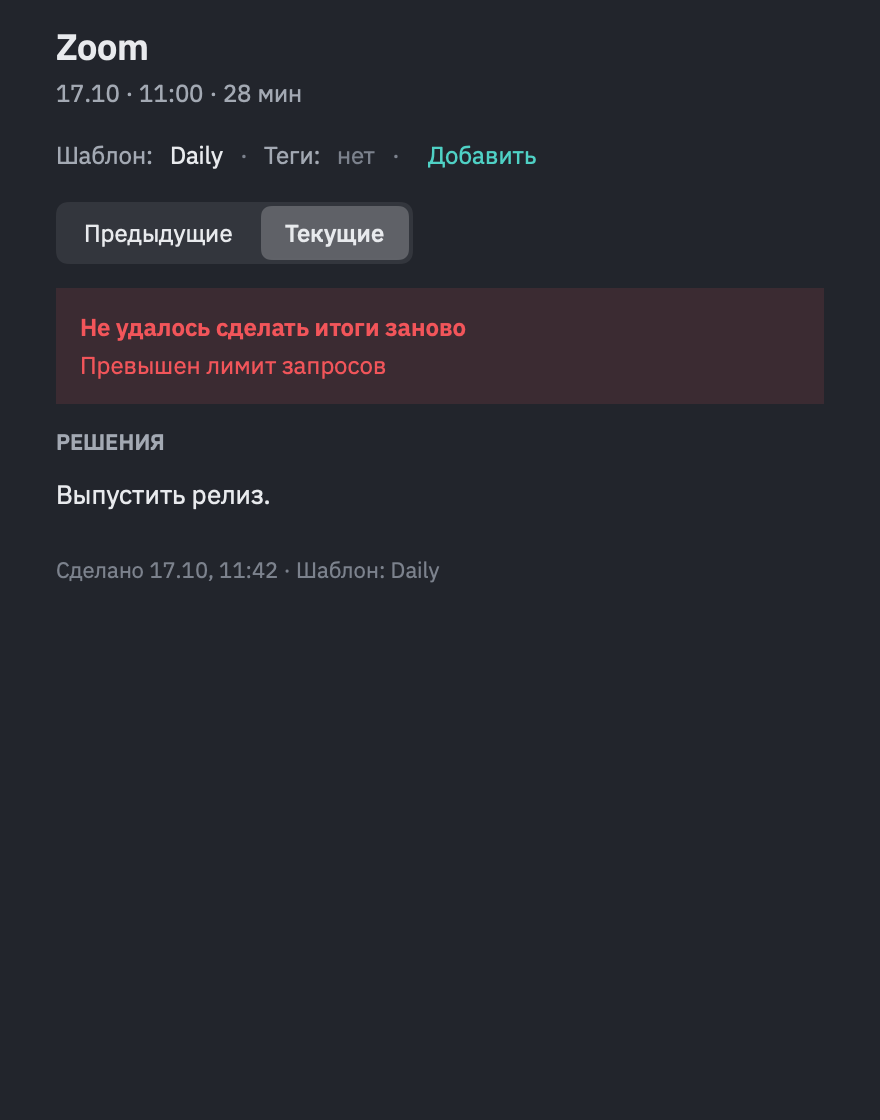 Zoom
17.10 · 11:00 · 28 мин
Шаблон: Daily · Теги: нет · Добавить
Предыдущие Текущие
Не удалось сделать итоги заново
Превышен лимит запросов
РЕШЕНИЯ
Выпустить релиз.
Сделано 17.10, 11:42 · Шаблон: Daily